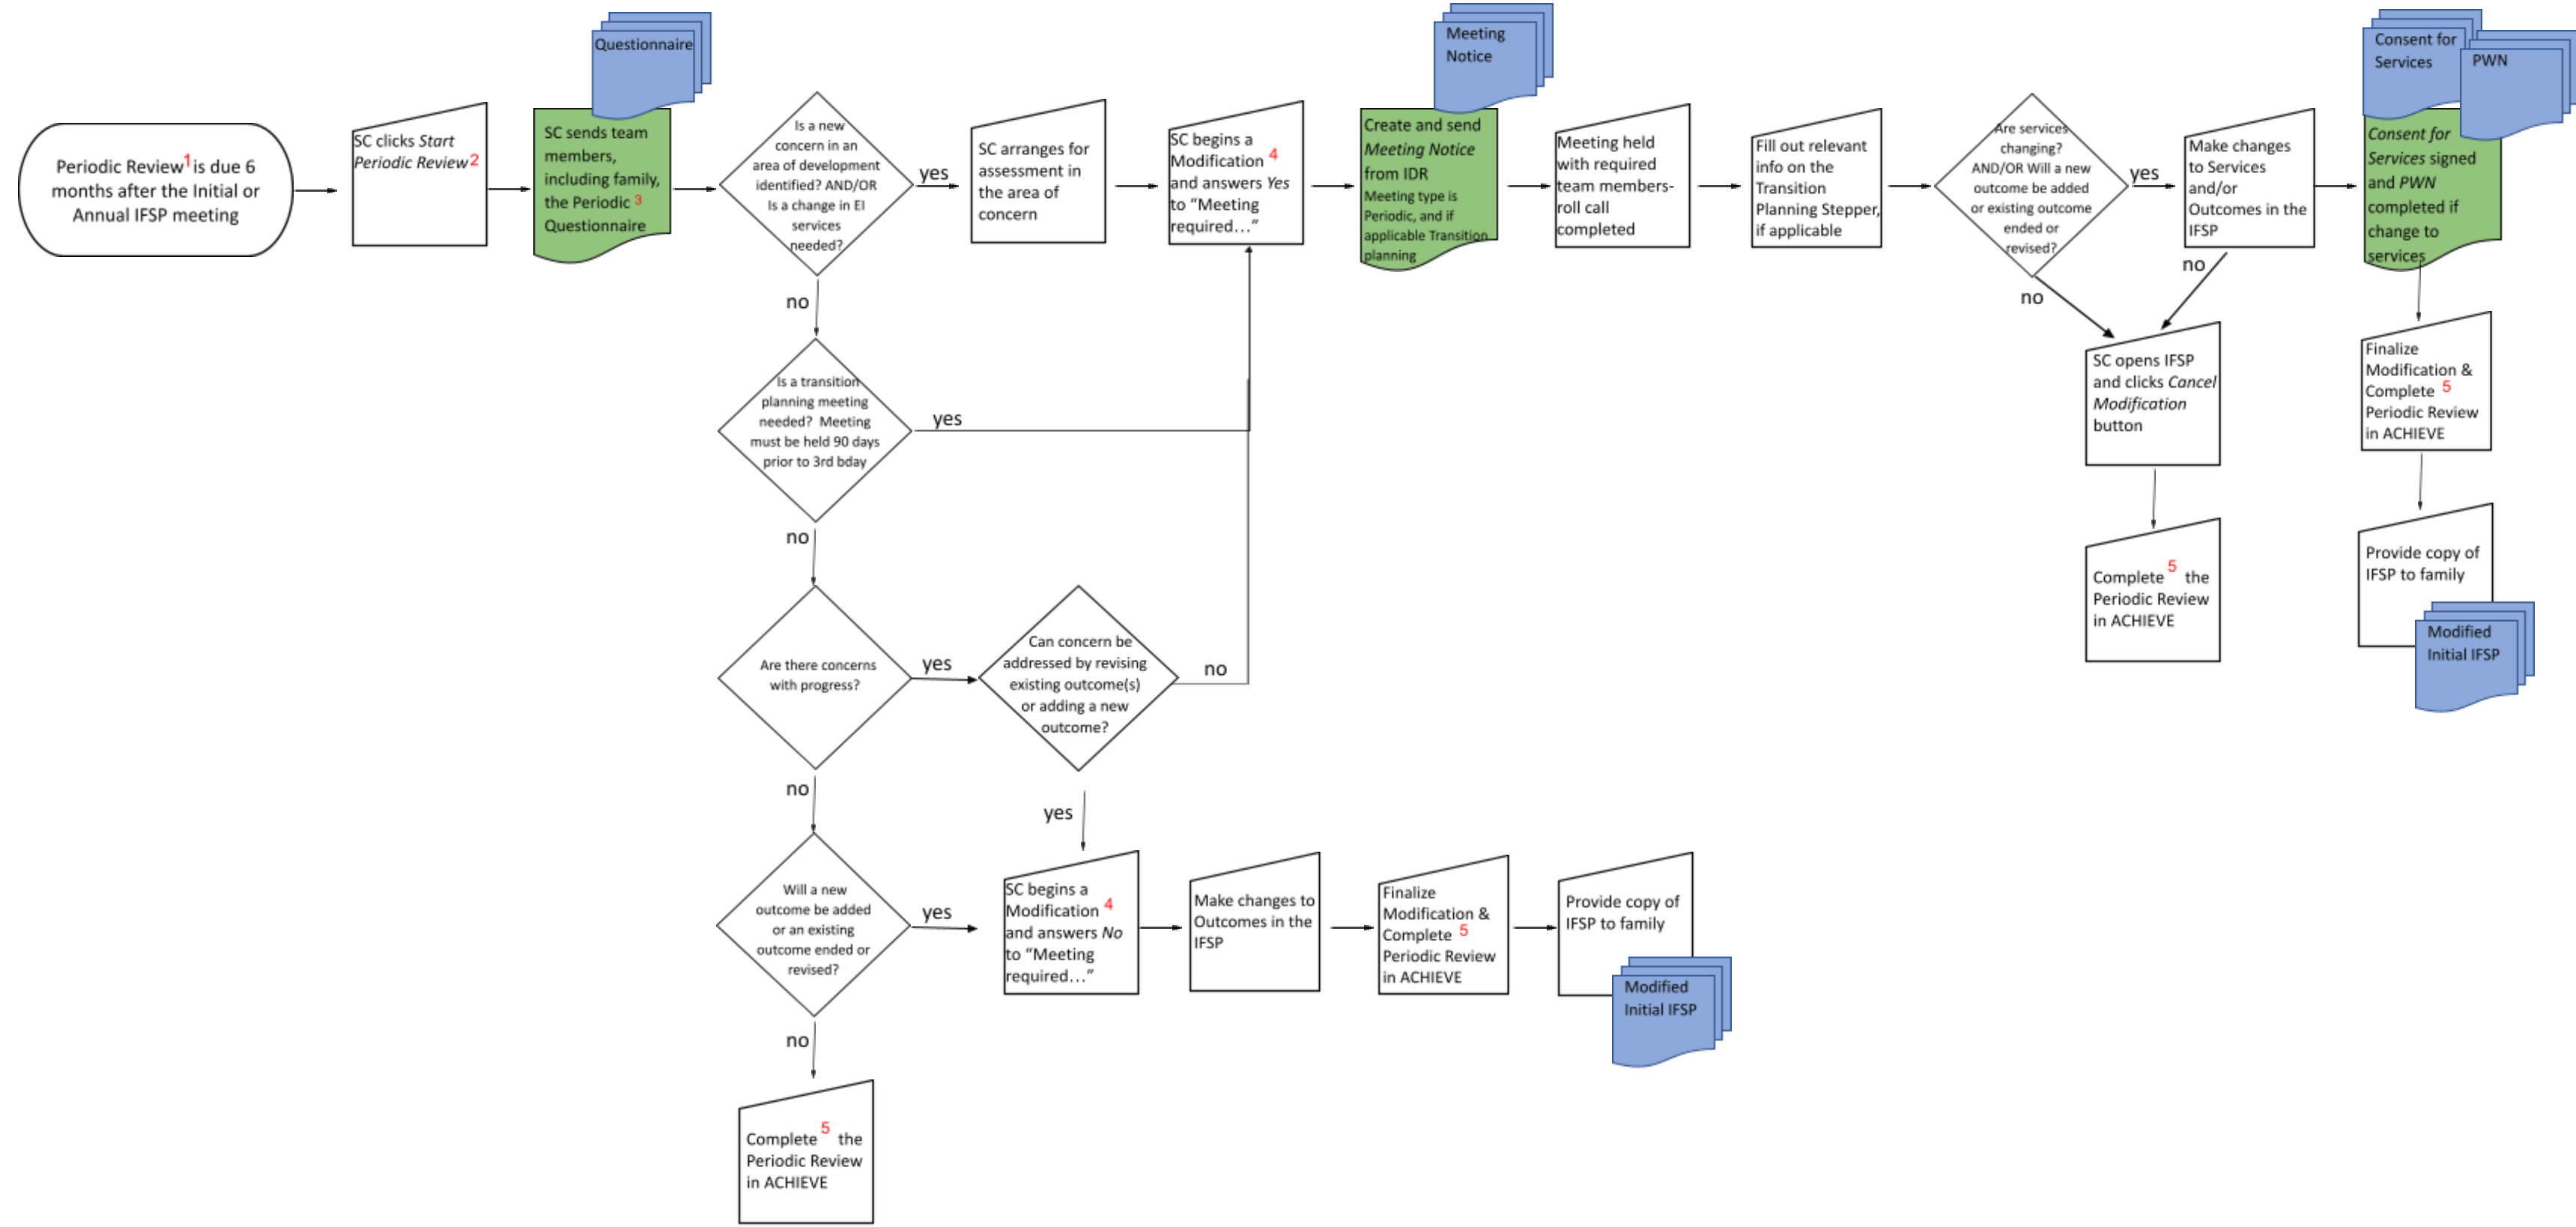 Periodic Review1 is due 6
months after the Initial or
Annual IFSP meeting
SC clicks Start
Periodic Review2
Questionnaire
SC sends team
members,
including family,
the Periodic 3
Questionnaire
Is a new
concern in an
area of development
identified? AND/OR
Is a change in EI
services
needed?
yes
no
SC arranges for
assessment in
the area of
concern
SC begins a
Modification 4
and answers Yes
to “Meeting
required...”
Meeting
Notice
Create and send
Meeting Notice
from IDR
Meeting type is
Periodic, and if
applicable Transition
planning
Meeting held
with required
team members-
roll call
completed
Fill out relevant
info on the
Transition
Planning Stepper,
if applicable
Are services
changing?
AND/OR Will a new
outcome be added
or existing outcome
ended or
revised?
yes
no
Make changes
to Services
and/or
Outcomes in the
IFSP
no
Consent for
Services
PWN
Consent for
Services signed
and PWN
completed if
change to
services
SC opens IFSP
and clicks Cancel
Modification
button
Complete 5 the
Periodic Review
in ACHIEVE
Finalize
Modification &
Complete 5
Periodic Review
in ACHIEVE
Provide copy of
IFSP to family
Modified
Initial IFSP
Is a transition
planning meeting
needed? Meeting
must be held 90 days
prior to 3rd bday
yes
no
Are there concerns
with progress?
yes
no
Can concern be
addressed by revising
existing outcome(s)
or adding a new
outcome?
no
yes
Will a new
outcome be added
or an existing
outcome ended or
revised?
yes
no
SC begins a
Modification 4
and answers No
to “Meeting
required...”
Make changes to
Outcomes in the
IFSP
Finalize
Modification &
Complete 5
Periodic Review
in ACHIEVE
Provide copy of
IFSP to family
Modified
Initial IFSP
Complete 5 the
Periodic Review
in ACHIEVE